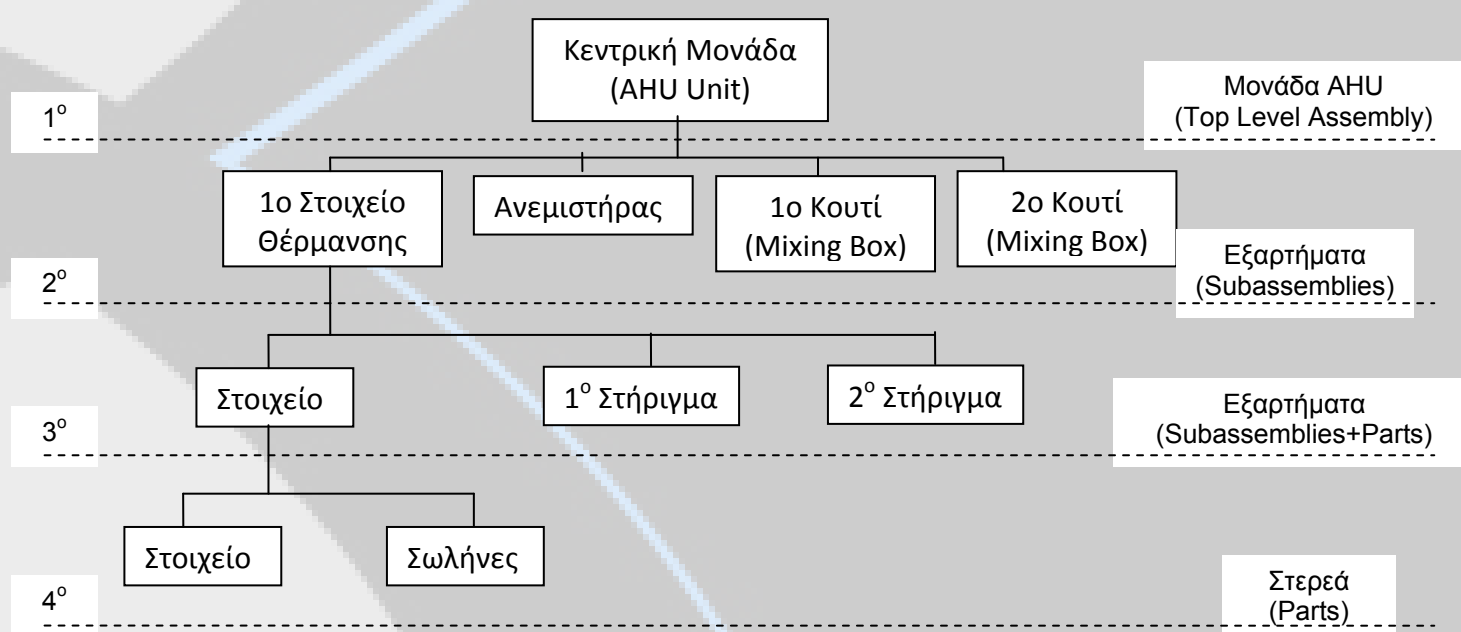 Κεντρική Μονάδα
(AHU Unit)
Μονάδα AHU
(Top Level Assembly)
1ο
1ο Στοιχείο
Θέρμανσης
Ανεμιστήρας
1ο Κουτί
(Mixing Box)
2ο Κουτί
(Mixing Box)
Εξαρτήματα
(Subassemblies)
2ο
Στοιχείο
1ο Στήριγμα
2ο Στήριγμα
Εξαρτήματα
(Subassemblies+Parts)
3ο
Στοιχείο
Σωλήνες
Στερεά
(Parts)
4ο